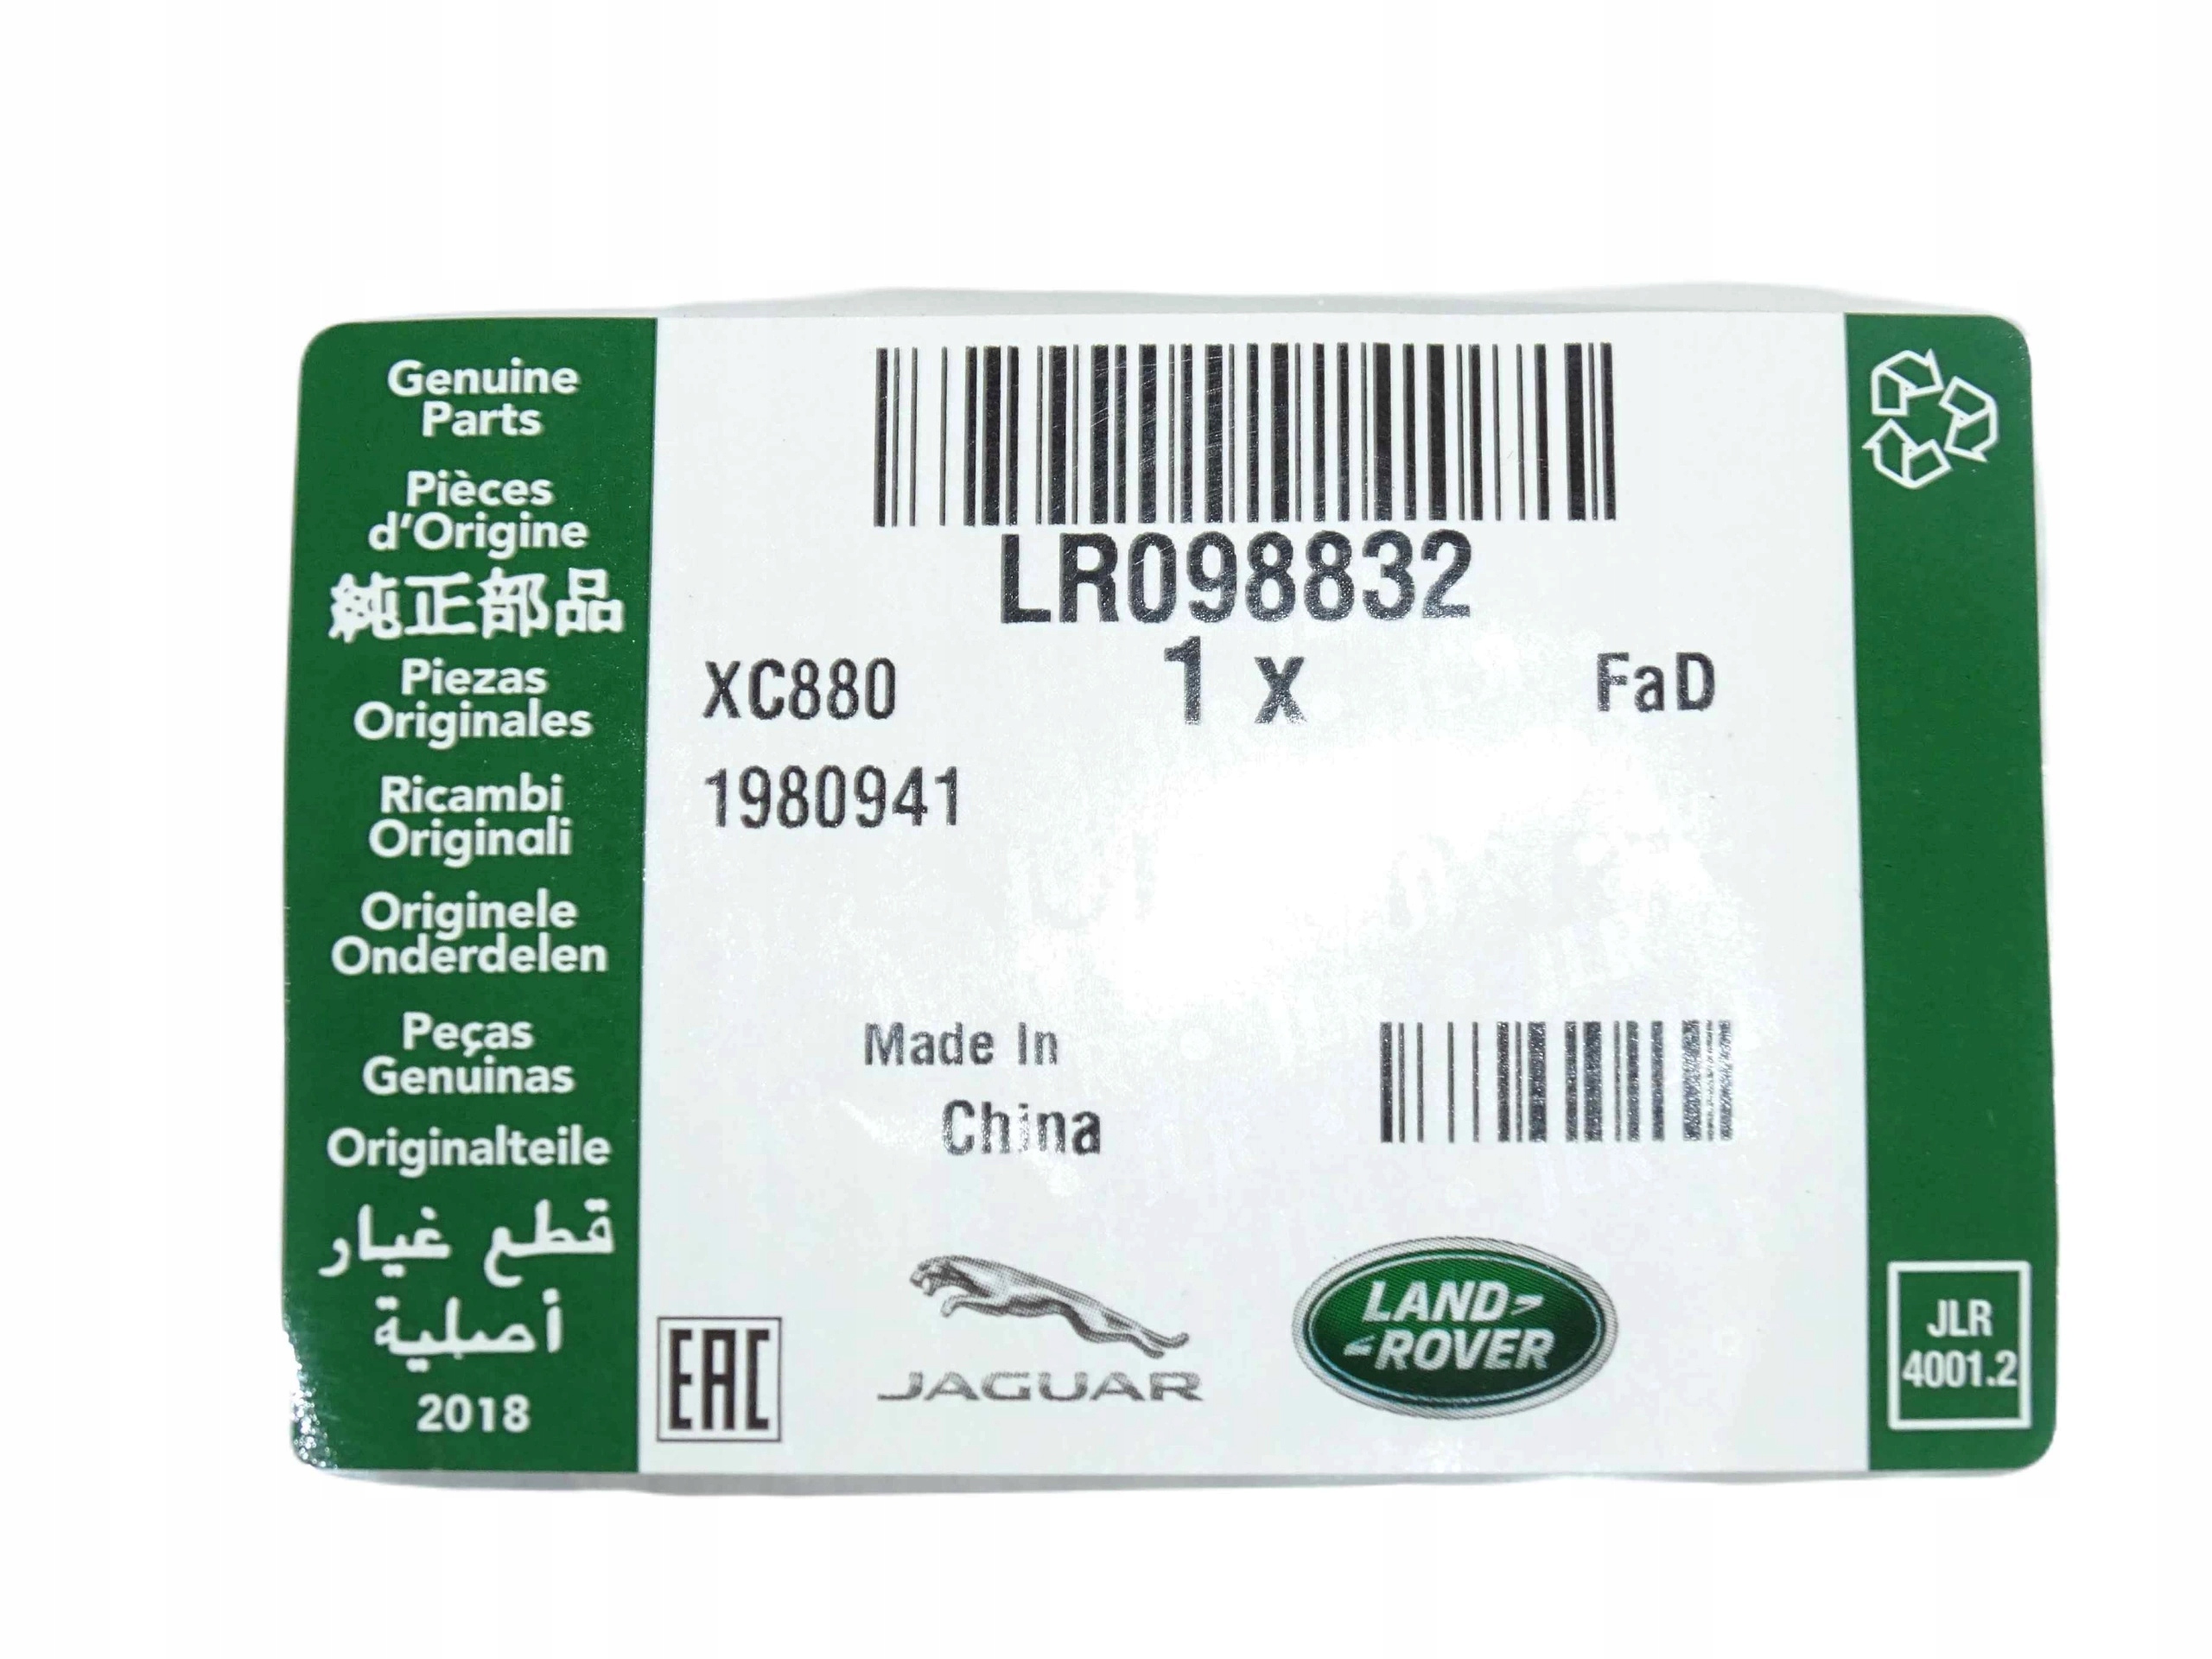 Genuine
Parts
Pièces
d'Origine
純正部品
Piezas
Originales
Ricambi
Originali
Originele
Onderdelen
Peças
Genuinas
Originalteile
قطع غيار
أصلية
2018
LR098832
XC880 1 x FaD
1980941
Made In
China
EAC
JAGUAR
LAND
ROVER
JLR
4001.2